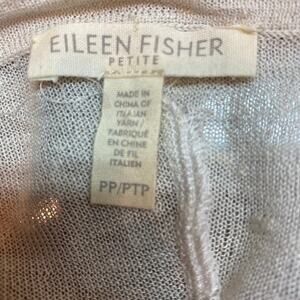 EILEEN FISHER
PETITE
MADE IN
CHINA OF
ITALIAN
YARN /
FABRIQUÉ
EN CHINE
DE FIL
ITALIEN
PP/PTP